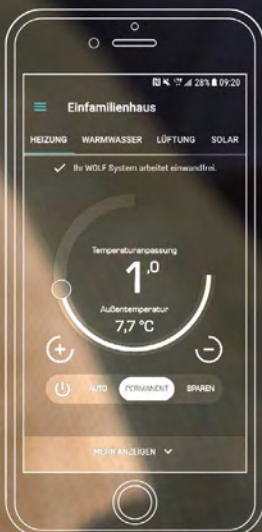 28% 09:20
Einfamilienhaus
HEIZUNG WARMWASSER LÜFTUNG SOLAR
Ihr WOLF System arbeitet einwandfrei.
Temperaturanpassung
1,0
Außentemperatur
7,7 °C
AUTO PERMANENT SPAREN
MEHR ANZEIGEN